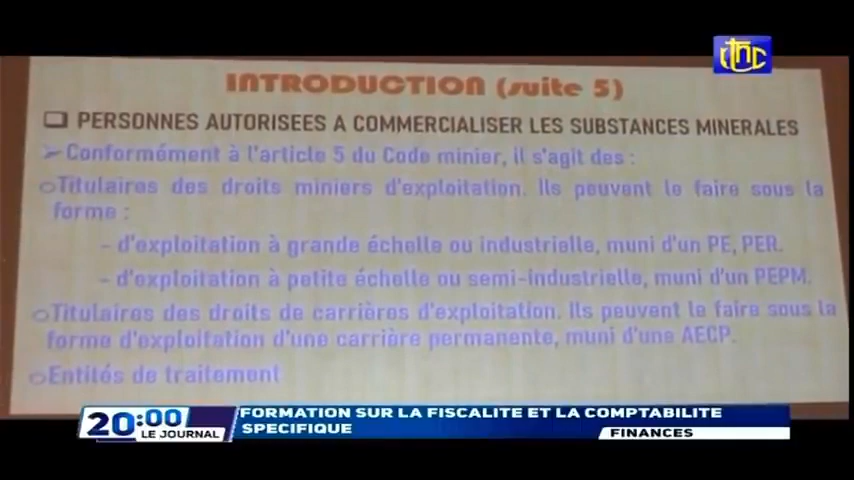 rtnc
INTRODUCTION (suite 5)
PERSONNES AUTORISEES A COMMERCIALISER LES SUBSTANCES MINERALES
Conformément à l'article 5 du Code minier, il s'agit des :
Titulaires des droits miniers d'exploitation. Ils peuvent le faire sous la
forme :
- d'exploitation à grande échelle ou industrielle, muni d'un PE, PER.
- d'exploitation à petite échelle ou semi-industrielle, muni d'un PEPM.
Titulaires des droits de carrières d'exploitation. Ils peuvent le faire sous la
forme d'exploitation d'une carrière permanente, muni d'une AECP.
Entités de traitement
20:00
LE JOURNAL
FORMATION SUR LA FISCALITE ET LA COMPTABILITE
SPECIFIQUE
FINANCES